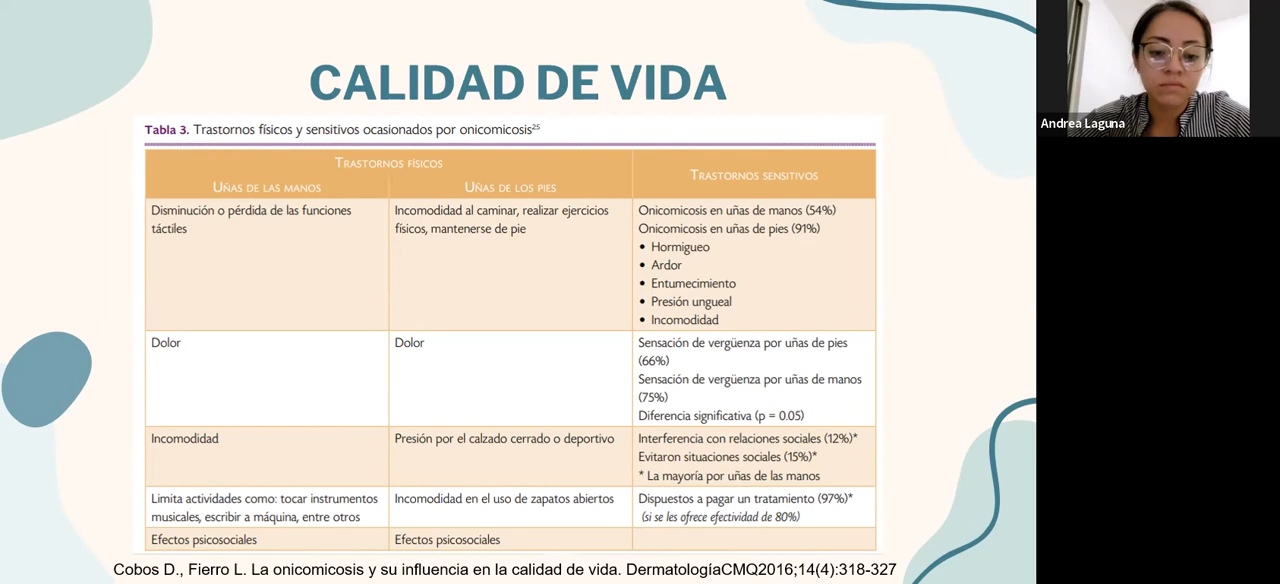 CALIDAD DE VIDA
Andrea Laguna
Tabla 3. Trastornos físicos y sensitivos ocasionados por onicomicosis25
Trastornos físicos
Uñas de las manos
Uñas de los pies
Trastornos sensitivos
Disminución o pérdida de las funciones
táctiles
Incomodidad al caminar, realizar ejercicios
físicos, mantenerse de pie
Onicomicosis en uñas de manos (54%)
Onicomicosis en uñas de pies (91%)
• Hormigueo
• Ardor
• Entumecimiento
• Presión ungueal
• Incomodidad
Dolor
Dolor
Sensación de vergüenza por uñas de pies
(66%)
Sensación de vergüenza por uñas de manos
(75%)
Diferencia significativa (p = 0.05)
Incomodidad
Presión por el calzado cerrado o deportivo
Interferencia con relaciones sociales (12%)*
Evitaron situaciones sociales (15%)*
* La mayoría por uñas de las manos
Limita actividades como: tocar instrumentos
musicales, escribir a máquina, entre otros
Incomodidad en el uso de zapatos abiertos
Dispuestos a pagar un tratamiento (97%)*
(si se les ofrece efectividad de 80%)
Efectos psicosociales
Efectos psicosociales
Cobos D., Fierro L. La onicomicosis y su influencia en la calidad de vida. DermatologíaCMQ2016;14(4):318-327